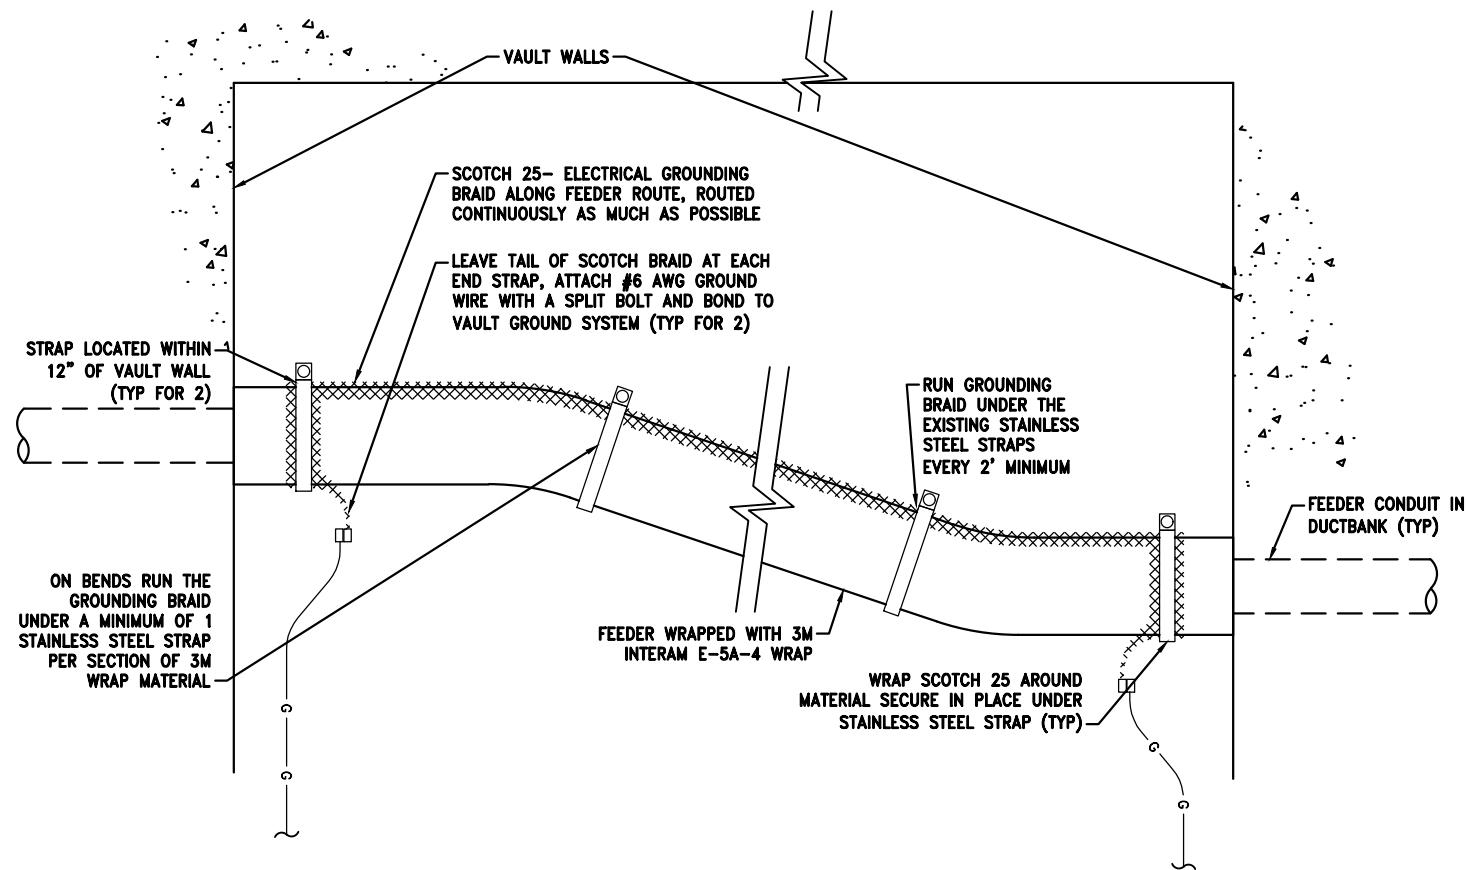 VAULT WALLS
SCOTCH 25- ELECTRICAL GROUNDING
BRAID ALONG FEEDER ROUTE, ROUTED
CONTINUOUSLY AS MUCH AS POSSIBLE
LEAVE TAIL OF SCOTCH BRAID AT EACH
END STRAP, ATTACH #6 AWG GROUND
WIRE WITH A SPLIT BOLT AND BOND TO
VAULT GROUND SYSTEM (TYP FOR 2)
STRAP LOCATED WITHIN
12" OF VAULT WALL
(TYP FOR 2)
RUN GROUNDING
BRAID UNDER THE
EXISTING STAINLESS
STEEL STRAPS
EVERY 2' MINIMUM
FEEDER CONDUIT IN
DUCTBANK (TYP)
ON BENDS RUN THE
GROUNDING BRAID
UNDER A MINIMUM OF 1
STAINLESS STEEL STRAP
PER SECTION OF 3M
WRAP MATERIAL
FEEDER WRAPPED WITH 3M
INTERAM E-5A-4 WRAP
WRAP SCOTCH 25 AROUND
MATERIAL SECURE IN PLACE UNDER
STAINLESS STEEL STRAP (TYP)
G
G
G
G